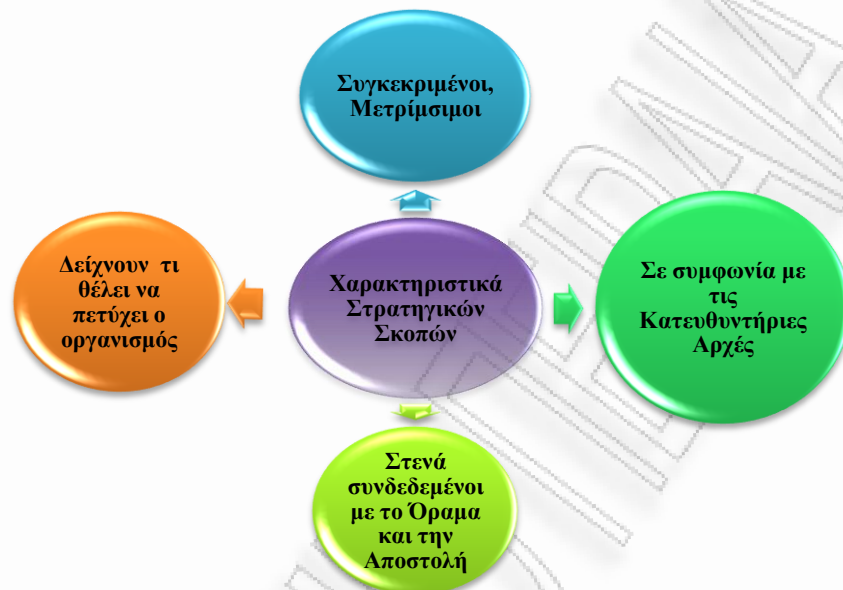 Συγκεκριμένοι,
Μετρίμσιμοι
Δείχνουν τι
θέλει να
πετύχει ο
οργανισμός
Χαρακτηριστικά
Στρατηγικών
Σκοπών
Σε συμφωνία με
τις
Κατευθυντήριες
Αρχές
Στενά
συνδεδεμένοι
με το Όραμα
και την
Αποστολή